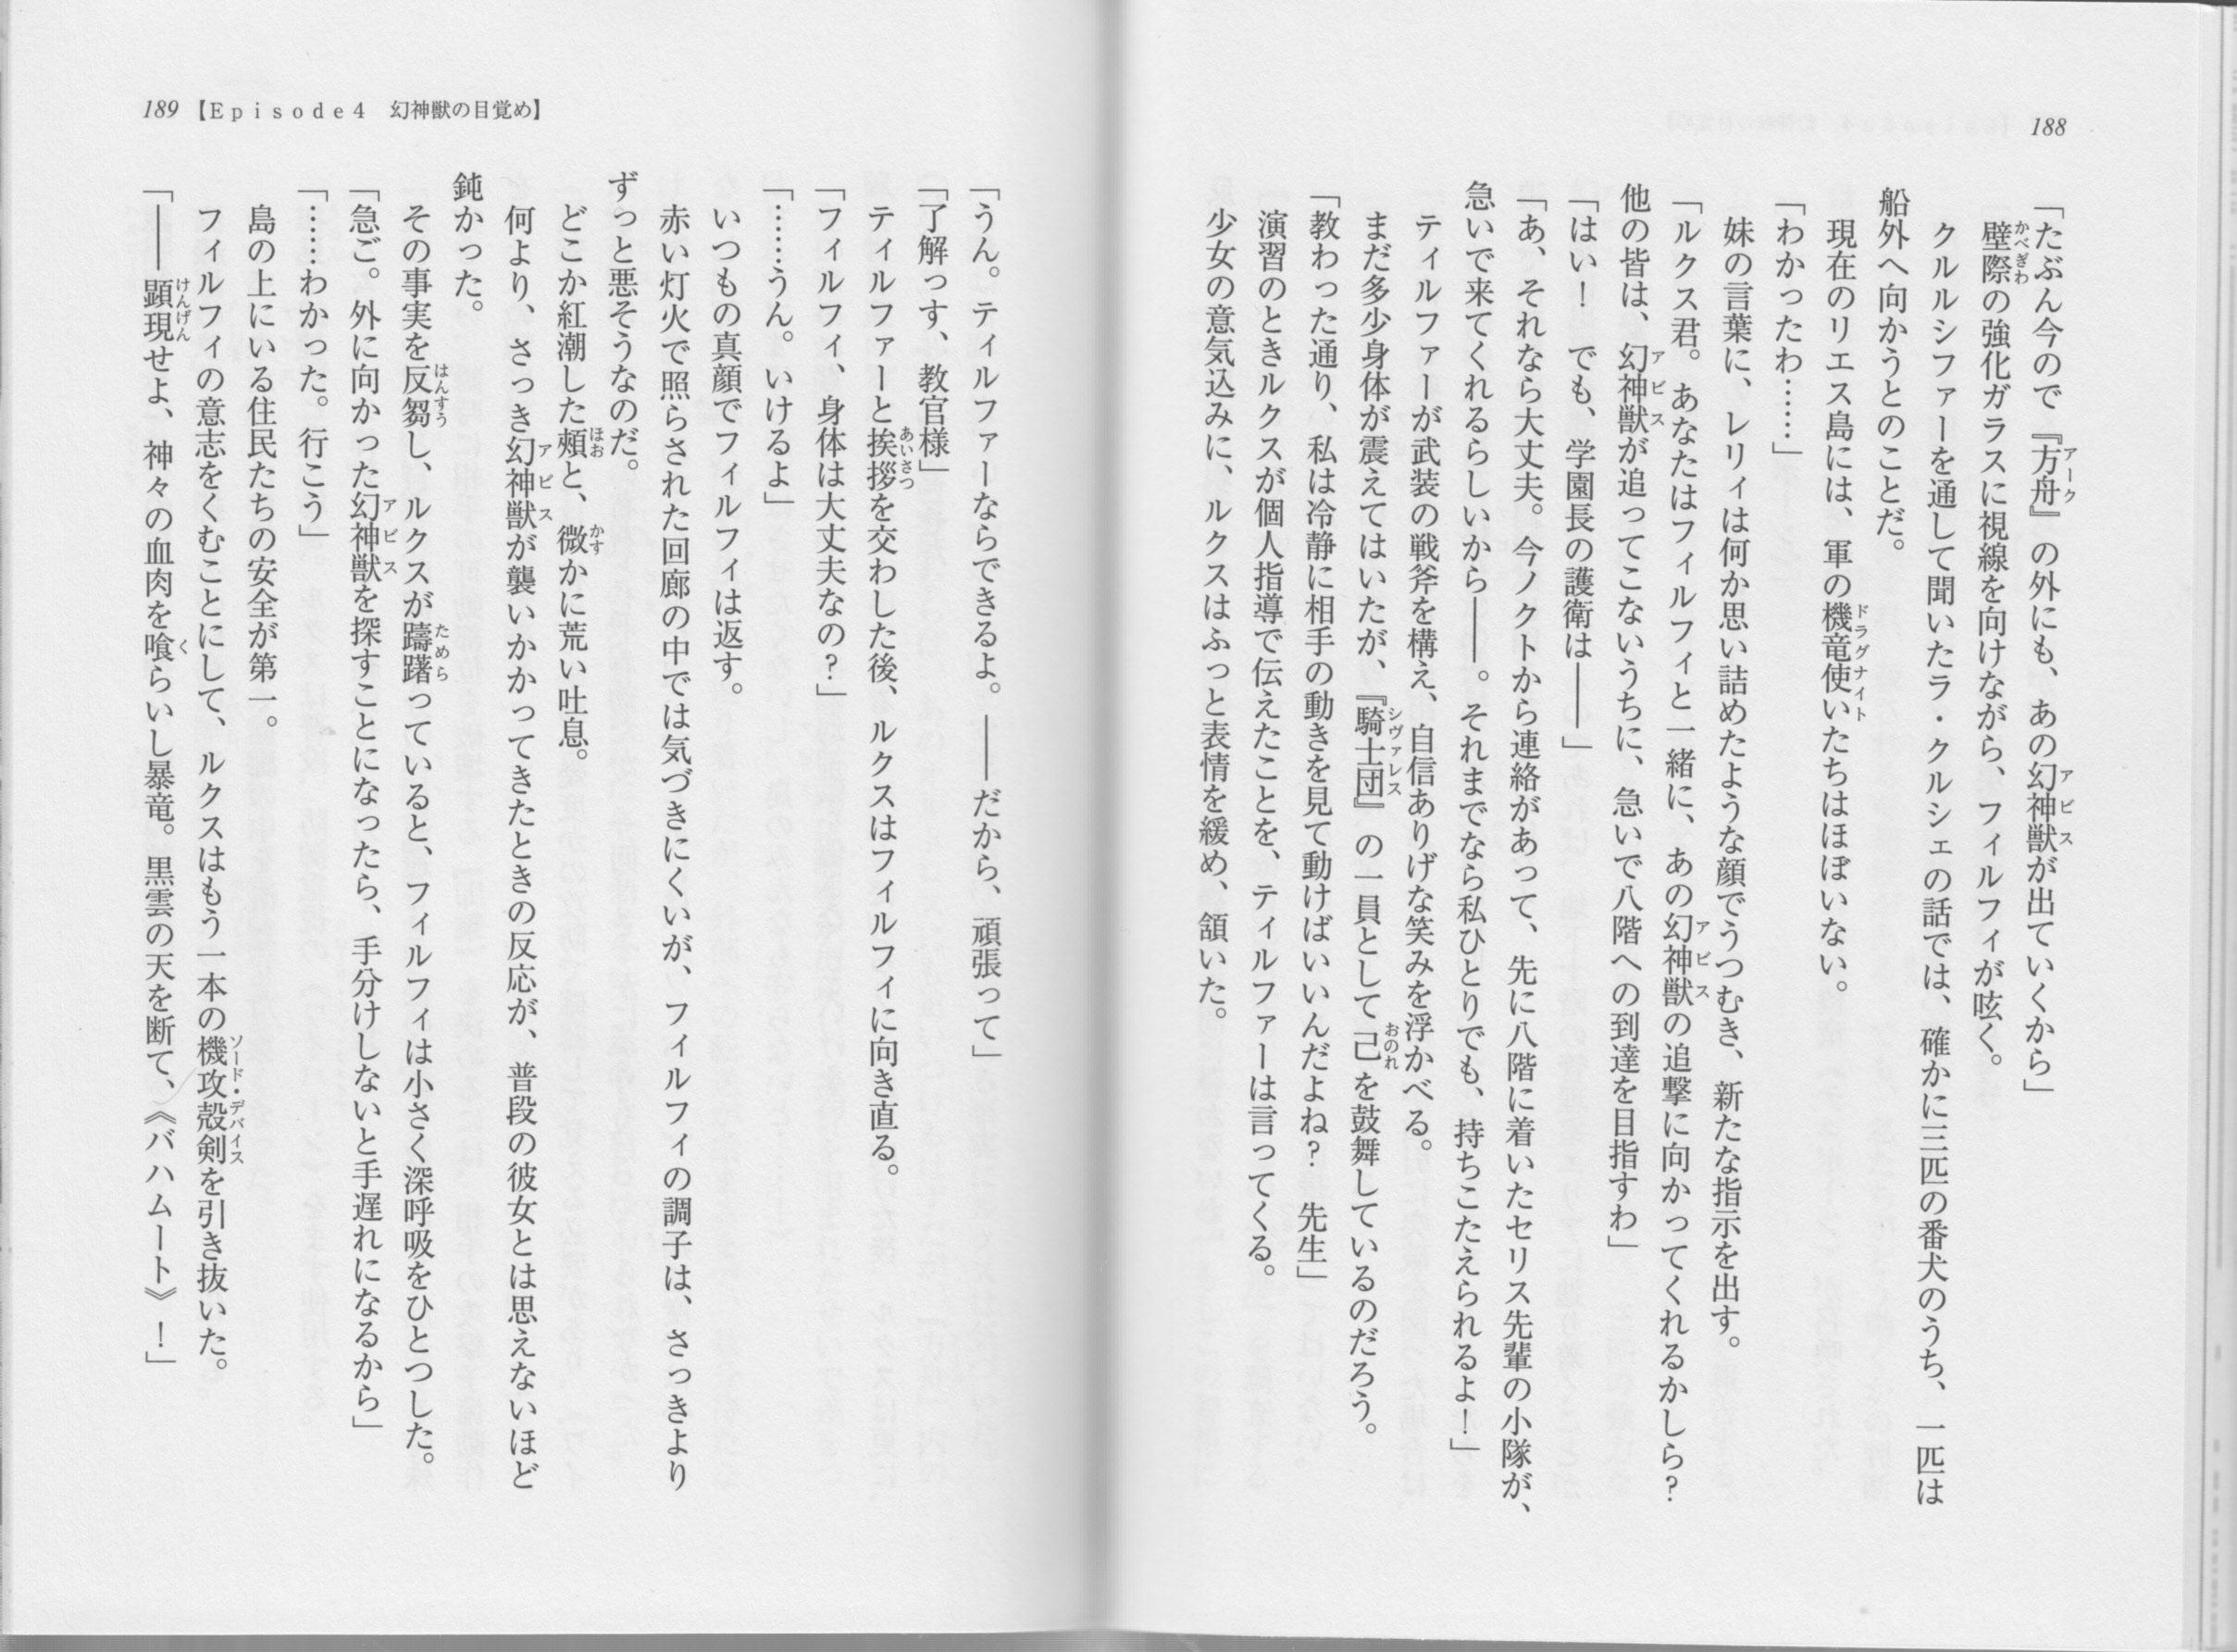 188
「たぶん今ので『方舟』の外にも、あの幻神獣が出ていくから」
壁際の強化ガラスに視線を向けながら、フィルフィが呟く。
クルルシファーを通して聞いたラ・クルシェの話では、確かに三匹の番犬のうち、一匹は
船外へ向かうとのことだ。
現在のリエス島には、軍の機竜使いたちはほぼいない。
「わかったわ……」
妹の言葉に、レリィは何か思い詰めたような顔でうつむき、新たな指示を出す。
「ルクス君。あなたはフィルフィと一緒に、あの幻神獣の追撃に向かってくれるかしら？
他の皆は、幻神獣が追ってこないうちに、急いで八階への到達を目指すわ」
「はい！　でも、学園長の護衛は――」
「あ、それなら大丈夫。今ノクトから連絡があって、先に八階に着いたセリス先輩の小隊が、
急いで来てくれるらしいから――。それまでなら私ひとりでも、持ちこたえられるよ！」
ティルファーが武装の戦斧を構え、自信ありげな笑みを浮かべる。
まだ多少身体が震えてはいたが、『騎士団』の一員として己を鼓舞しているのだろう。
「教わった通り、私は冷静に相手の動きを見て動けばいいんだよね？　先生」
演習のときルクスが個人指導で伝えたことを、ティルファーは言ってくる。
少女の意気込みに、ルクスはふっと表情を緩め、頷いた。
189【Episode4　幻神獣の目覚め】
「うん。ティルファーならできるよ。――だから、頑張って」
「了解っす、教官様」
ティルファーと挨拶を交わした後、ルクスはフィルフィに向き直る。
「フィルフィ、身体は大丈夫なの？」
「……うん。いけるよ」
いつもの真顔でフィルフィは返す。
赤い灯火で照らされた回廊の中では気づきにくいが、フィルフィの調子は、さっきより
ずっと悪そうなのだ。
どこか紅潮した頬と、微かに荒い吐息。
何より、さっき幻神獣が襲いかかってきたときの反応が、普段の彼女とは思えないほど
鈍かった。
その事実を反芻し、ルクスが躊躇っていると、フィルフィは小さく深呼吸をひとつした。
「急ご。外に向かった幻神獣を探すことになったら、手分けしないと手遅れになるから」
「……わかった。行こう」
島の上にいる住民たちの安全が第一。
フィルフィの意志をくむことにして、ルクスはもう一本の機攻殻剣を引き抜いた。
「――顕現せよ、神々の血肉を喰らいし暴竜。黒雲の天を断て、《バハムート》！」